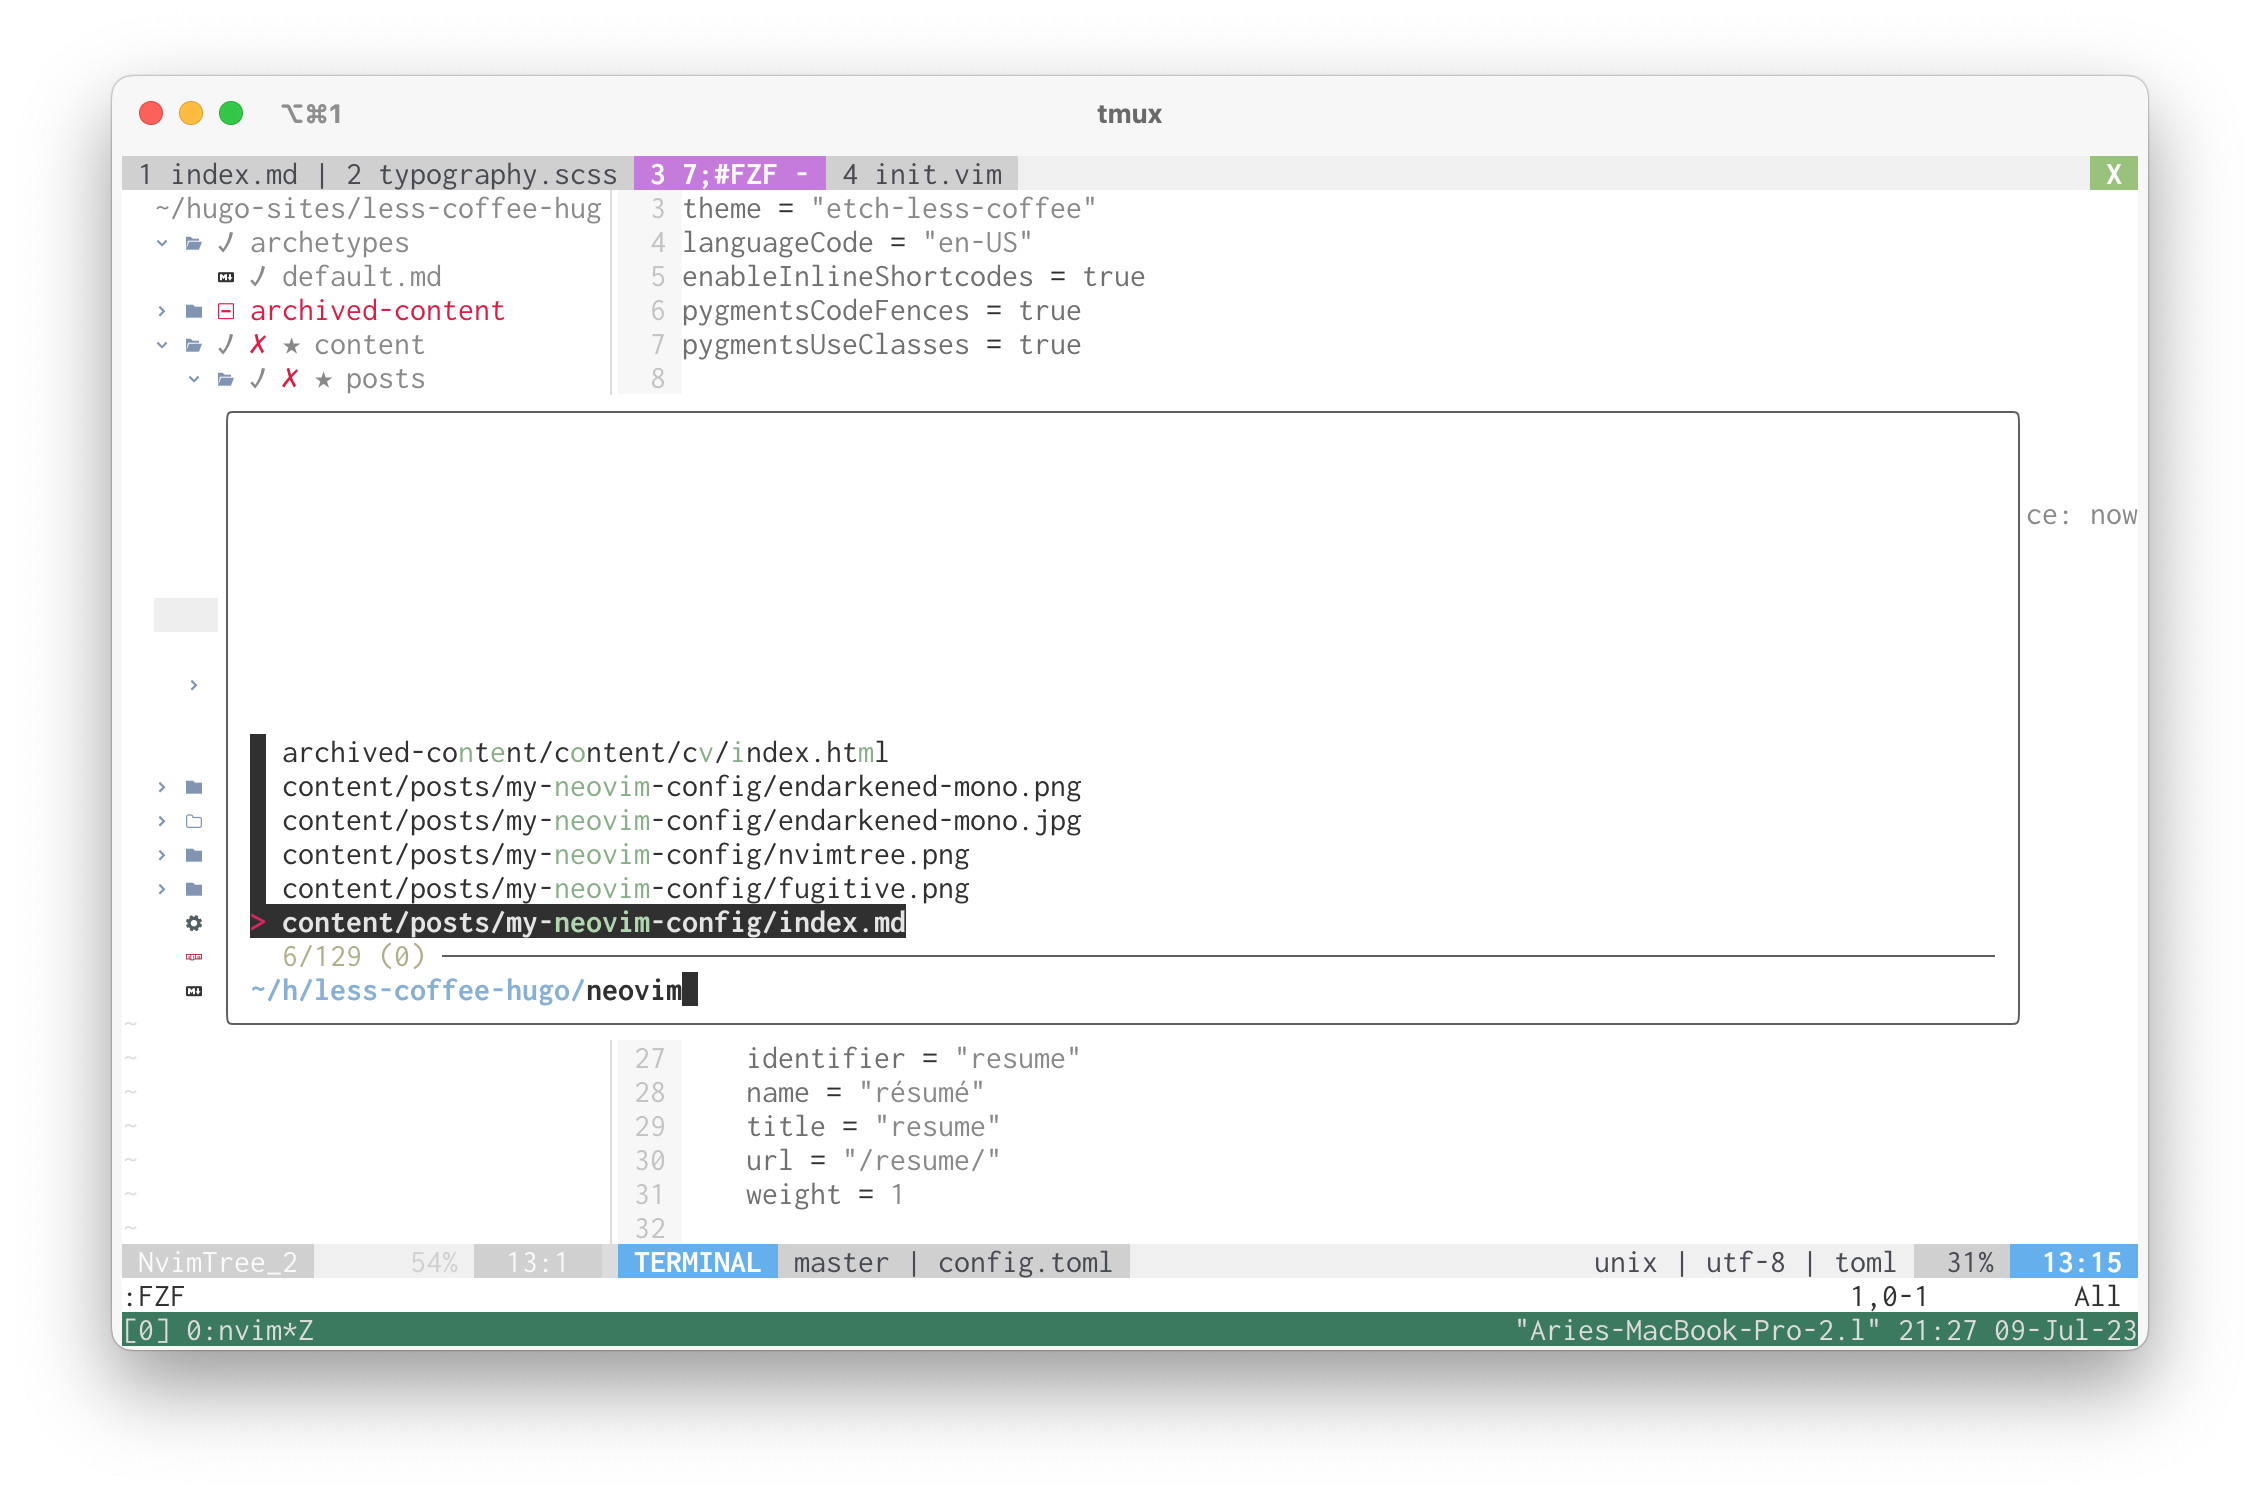 ⌥⌘1 tmux
1 index.md | 2 typography.scss 3 7;#FZF - 4 init.vim X
~/hugo-sites/less-coffee-hug
✓ archetypes
✓ default.md
archived-content
✓ ✗ ★ content
✓ ✗ ★ posts
3 theme = "etch-less-coffee"
4 languageCode = "en-US"
5 enableInlineShortcodes = true
6 pygmentsCodeFences = true
7 pygmentsUseClasses = true
8
ce: now
archived-content/content/cv/index.html
content/posts/my-neovim-config/endarkened-mono.png
content/posts/my-neovim-config/endarkened-mono.jpg
content/posts/my-neovim-config/nvimtree.png
content/posts/my-neovim-config/fugitive.png
> content/posts/my-neovim-config/index.md
6/129 (0)
~/h/less-coffee-hugo/neovim
~
~
~
~
~
~
~
27 identifier = "resume"
28 name = "résumé"
29 title = "resume"
30 url = "/resume/"
31 weight = 1
32
NvimTree_2 54% 13:1 TERMINAL master | config.toml unix | utf-8 | toml 31% 13:15
:FZF 1,0-1 All
[0] 0:nvim*Z "Aries-MacBook-Pro-2.l" 21:27 09-Jul-23